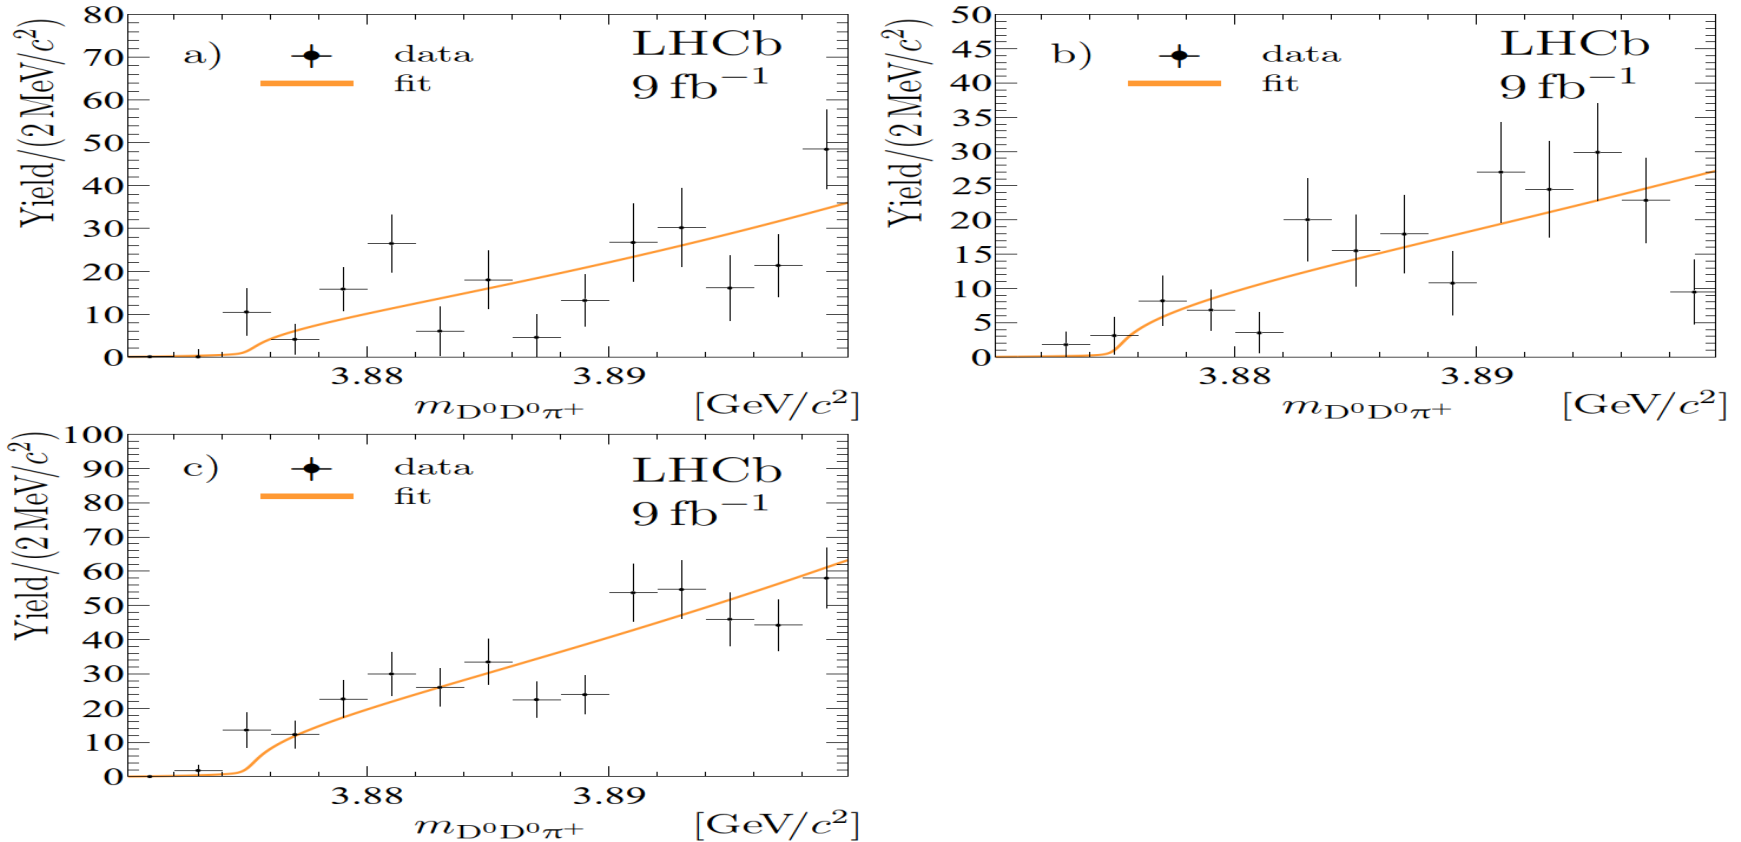 80
70
60
50
40
30
20
10
0
Yield/(2 MeV/c²)
a)
data
fit
LHCb
9 fb⁻¹
3.88
3.89
m_{D⁰D⁰π⁺}
[GeV/c²]
50
45
40
35
30
25
20
15
10
5
0
Yield/(2 MeV/c²)
b)
data
fit
LHCb
9 fb⁻¹
3.88
3.89
m_{D⁰D⁰π⁺}
[GeV/c²]
100
90
80
70
60
50
40
30
20
10
0
Yield/(2 MeV/c²)
c)
data
fit
LHCb
9 fb⁻¹
3.88
3.89
m_{D⁰D⁰π⁺}
[GeV/c²]